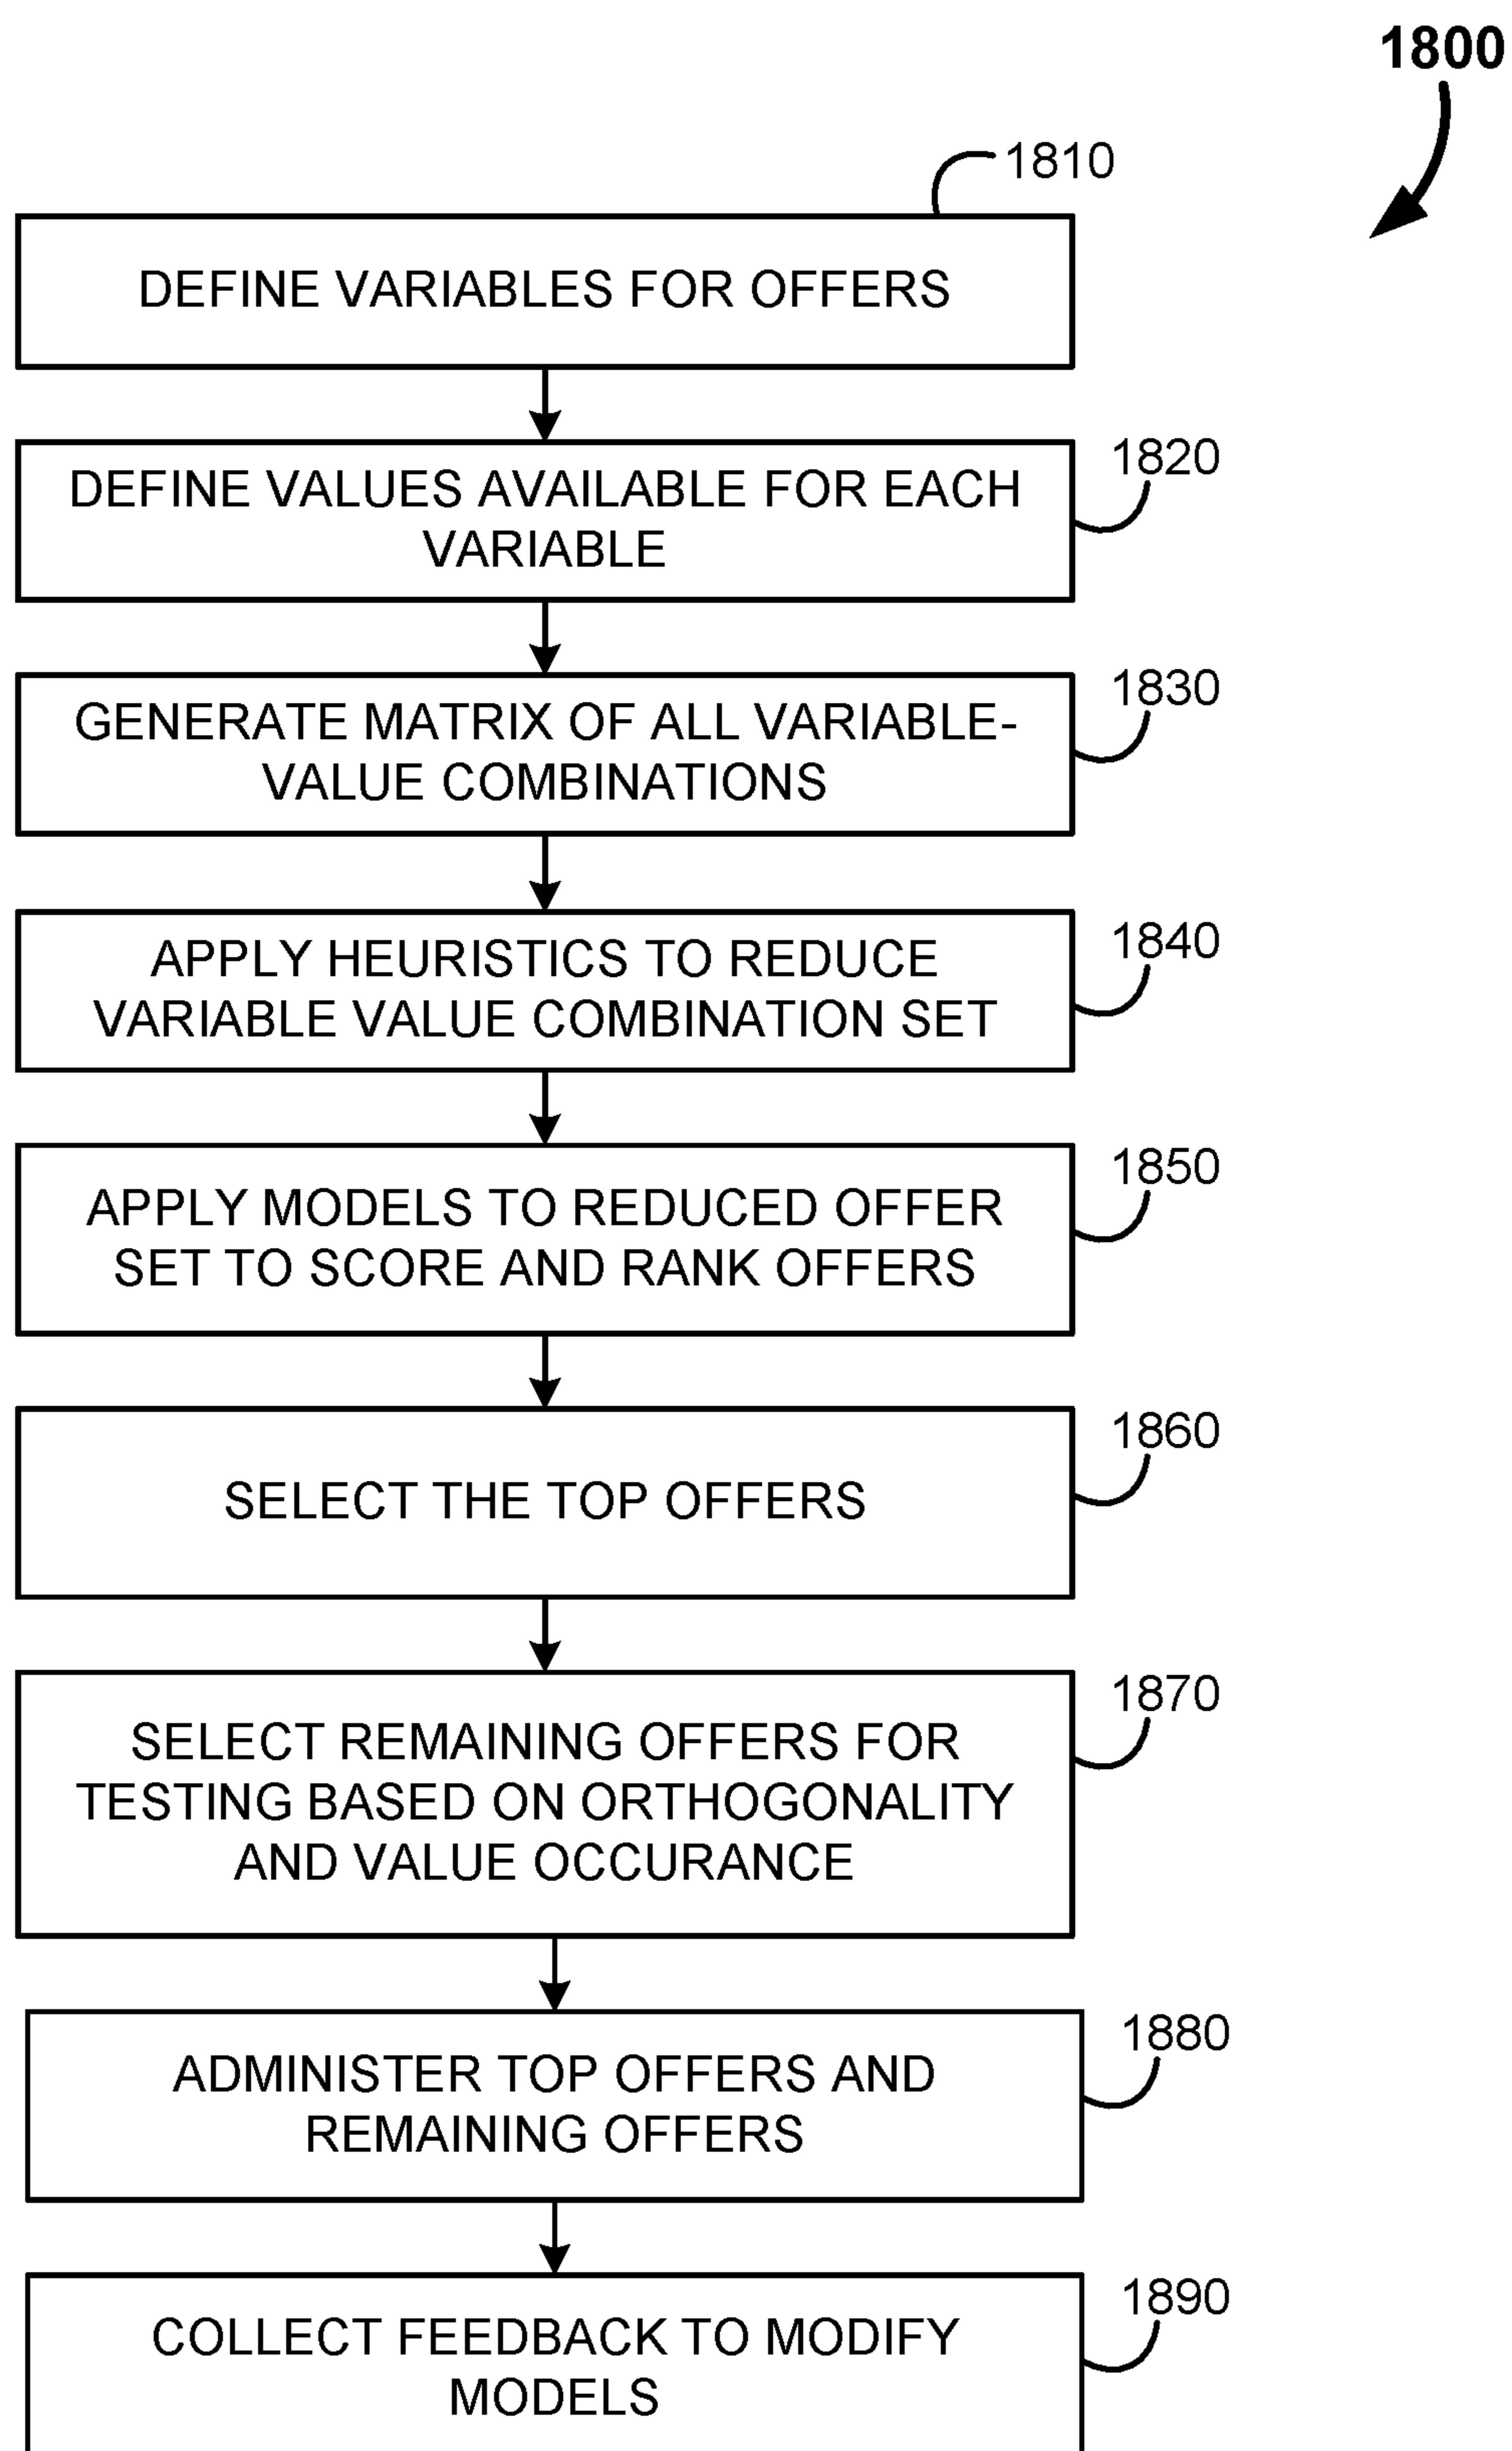 1800
1810
DEFINE VARIABLES FOR OFFERS
1820
DEFINE VALUES AVAILABLE FOR EACH
VARIABLE
1830
GENERATE MATRIX OF ALL VARIABLE-
VALUE COMBINATIONS
1840
APPLY HEURISTICS TO REDUCE
VARIABLE VALUE COMBINATION SET
1850
APPLY MODELS TO REDUCED OFFER
SET TO SCORE AND RANK OFFERS
1860
SELECT THE TOP OFFERS
1870
SELECT REMAINING OFFERS FOR
TESTING BASED ON ORTHOGONALITY
AND VALUE OCCURANCE
1880
ADMINISTER TOP OFFERS AND
REMAINING OFFERS
1890
COLLECT FEEDBACK TO MODIFY
MODELS